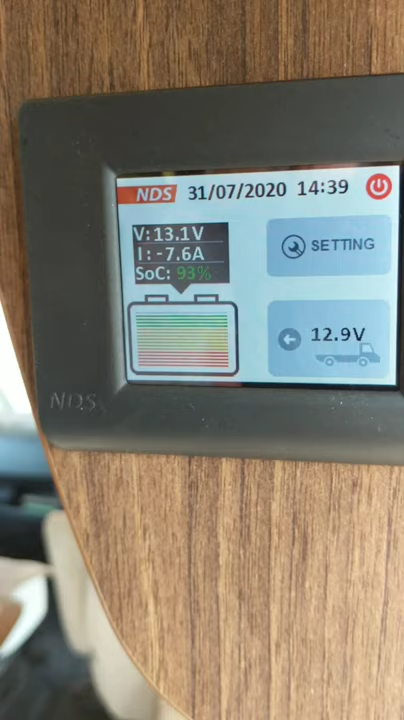 NDS 31/07/2020 14:39
V: 13.1V
I: -7.6A
SoC: 93%
SETTING
12.9V
NDS